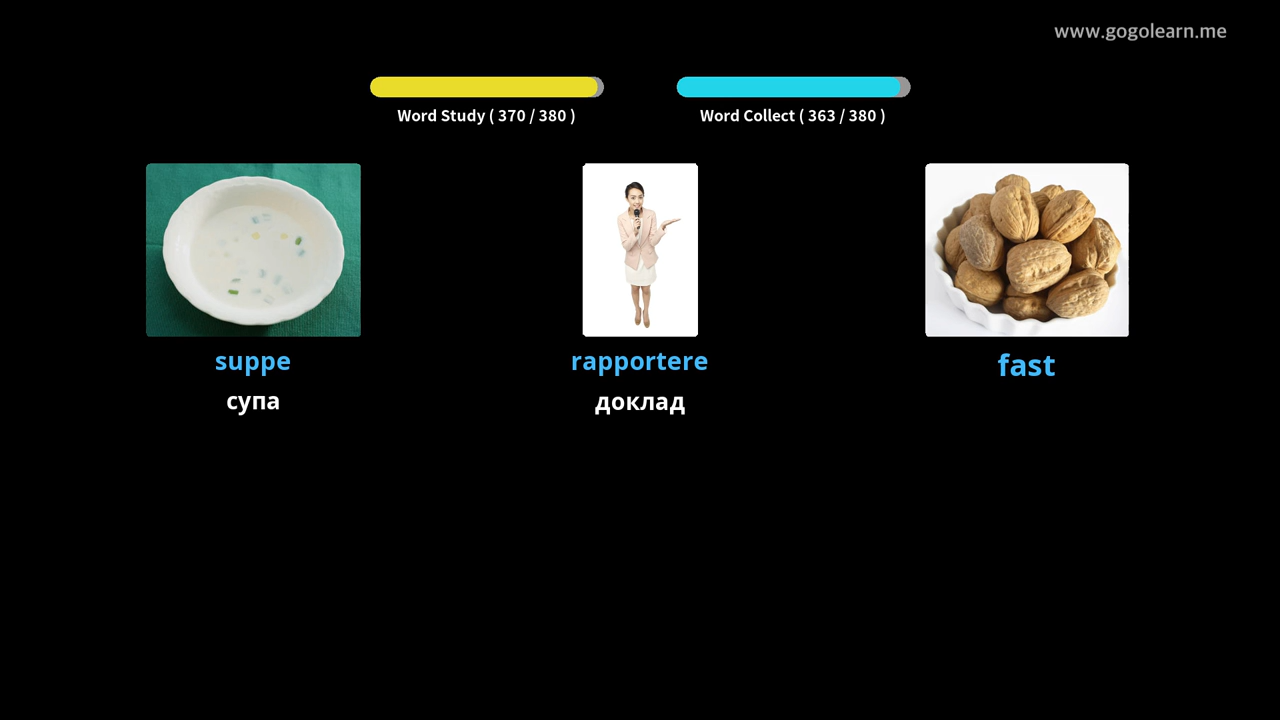 www.gogolearn.me
Word Study ( 370 / 380 )
Word Collect ( 363 / 380 )
suppe
rapportere
fast
супа
доклад